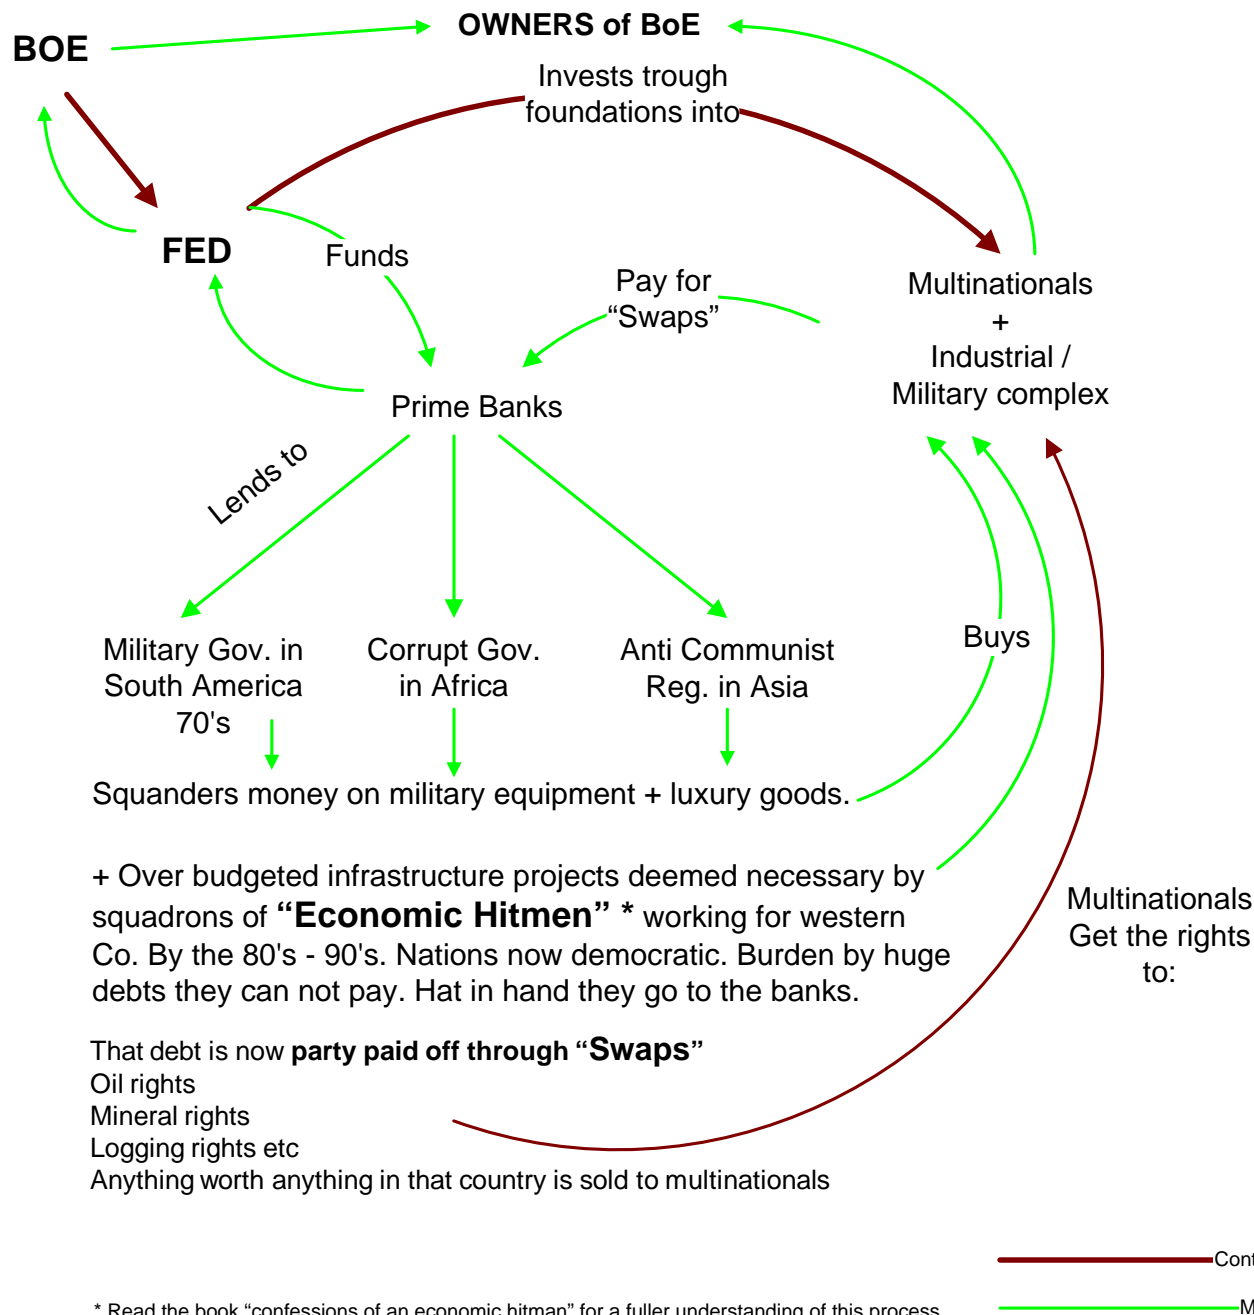 OWNERS of BoE
BOE
Invests trough
foundations into
FED
Funds
Pay for
“Swaps”
Multinationals
+
Industrial /
Military complex
Prime Banks
Lends to
Military Gov. in
South America
70's
Corrupt Gov.
in Africa
Anti Communist
Reg. in Asia
Buys
Squanders money on military equipment + luxury goods.
+ Over budgeted infrastructure projects deemed necessary by
squadrons of “Economic Hitmen” * working for western
Co. By the 80's - 90's. Nations now democratic. Burden by huge
debts they can not pay. Hat in hand they go to the banks.
Multinationals
Get the rights
to:
That debt is now party paid off through “Swaps”
Oil rights
Mineral rights
Logging rights etc
Anything worth anything in that country is sold to multinationals
Cont
* Read the book “confessions of an economic hitman” for a fuller understanding of this process
M